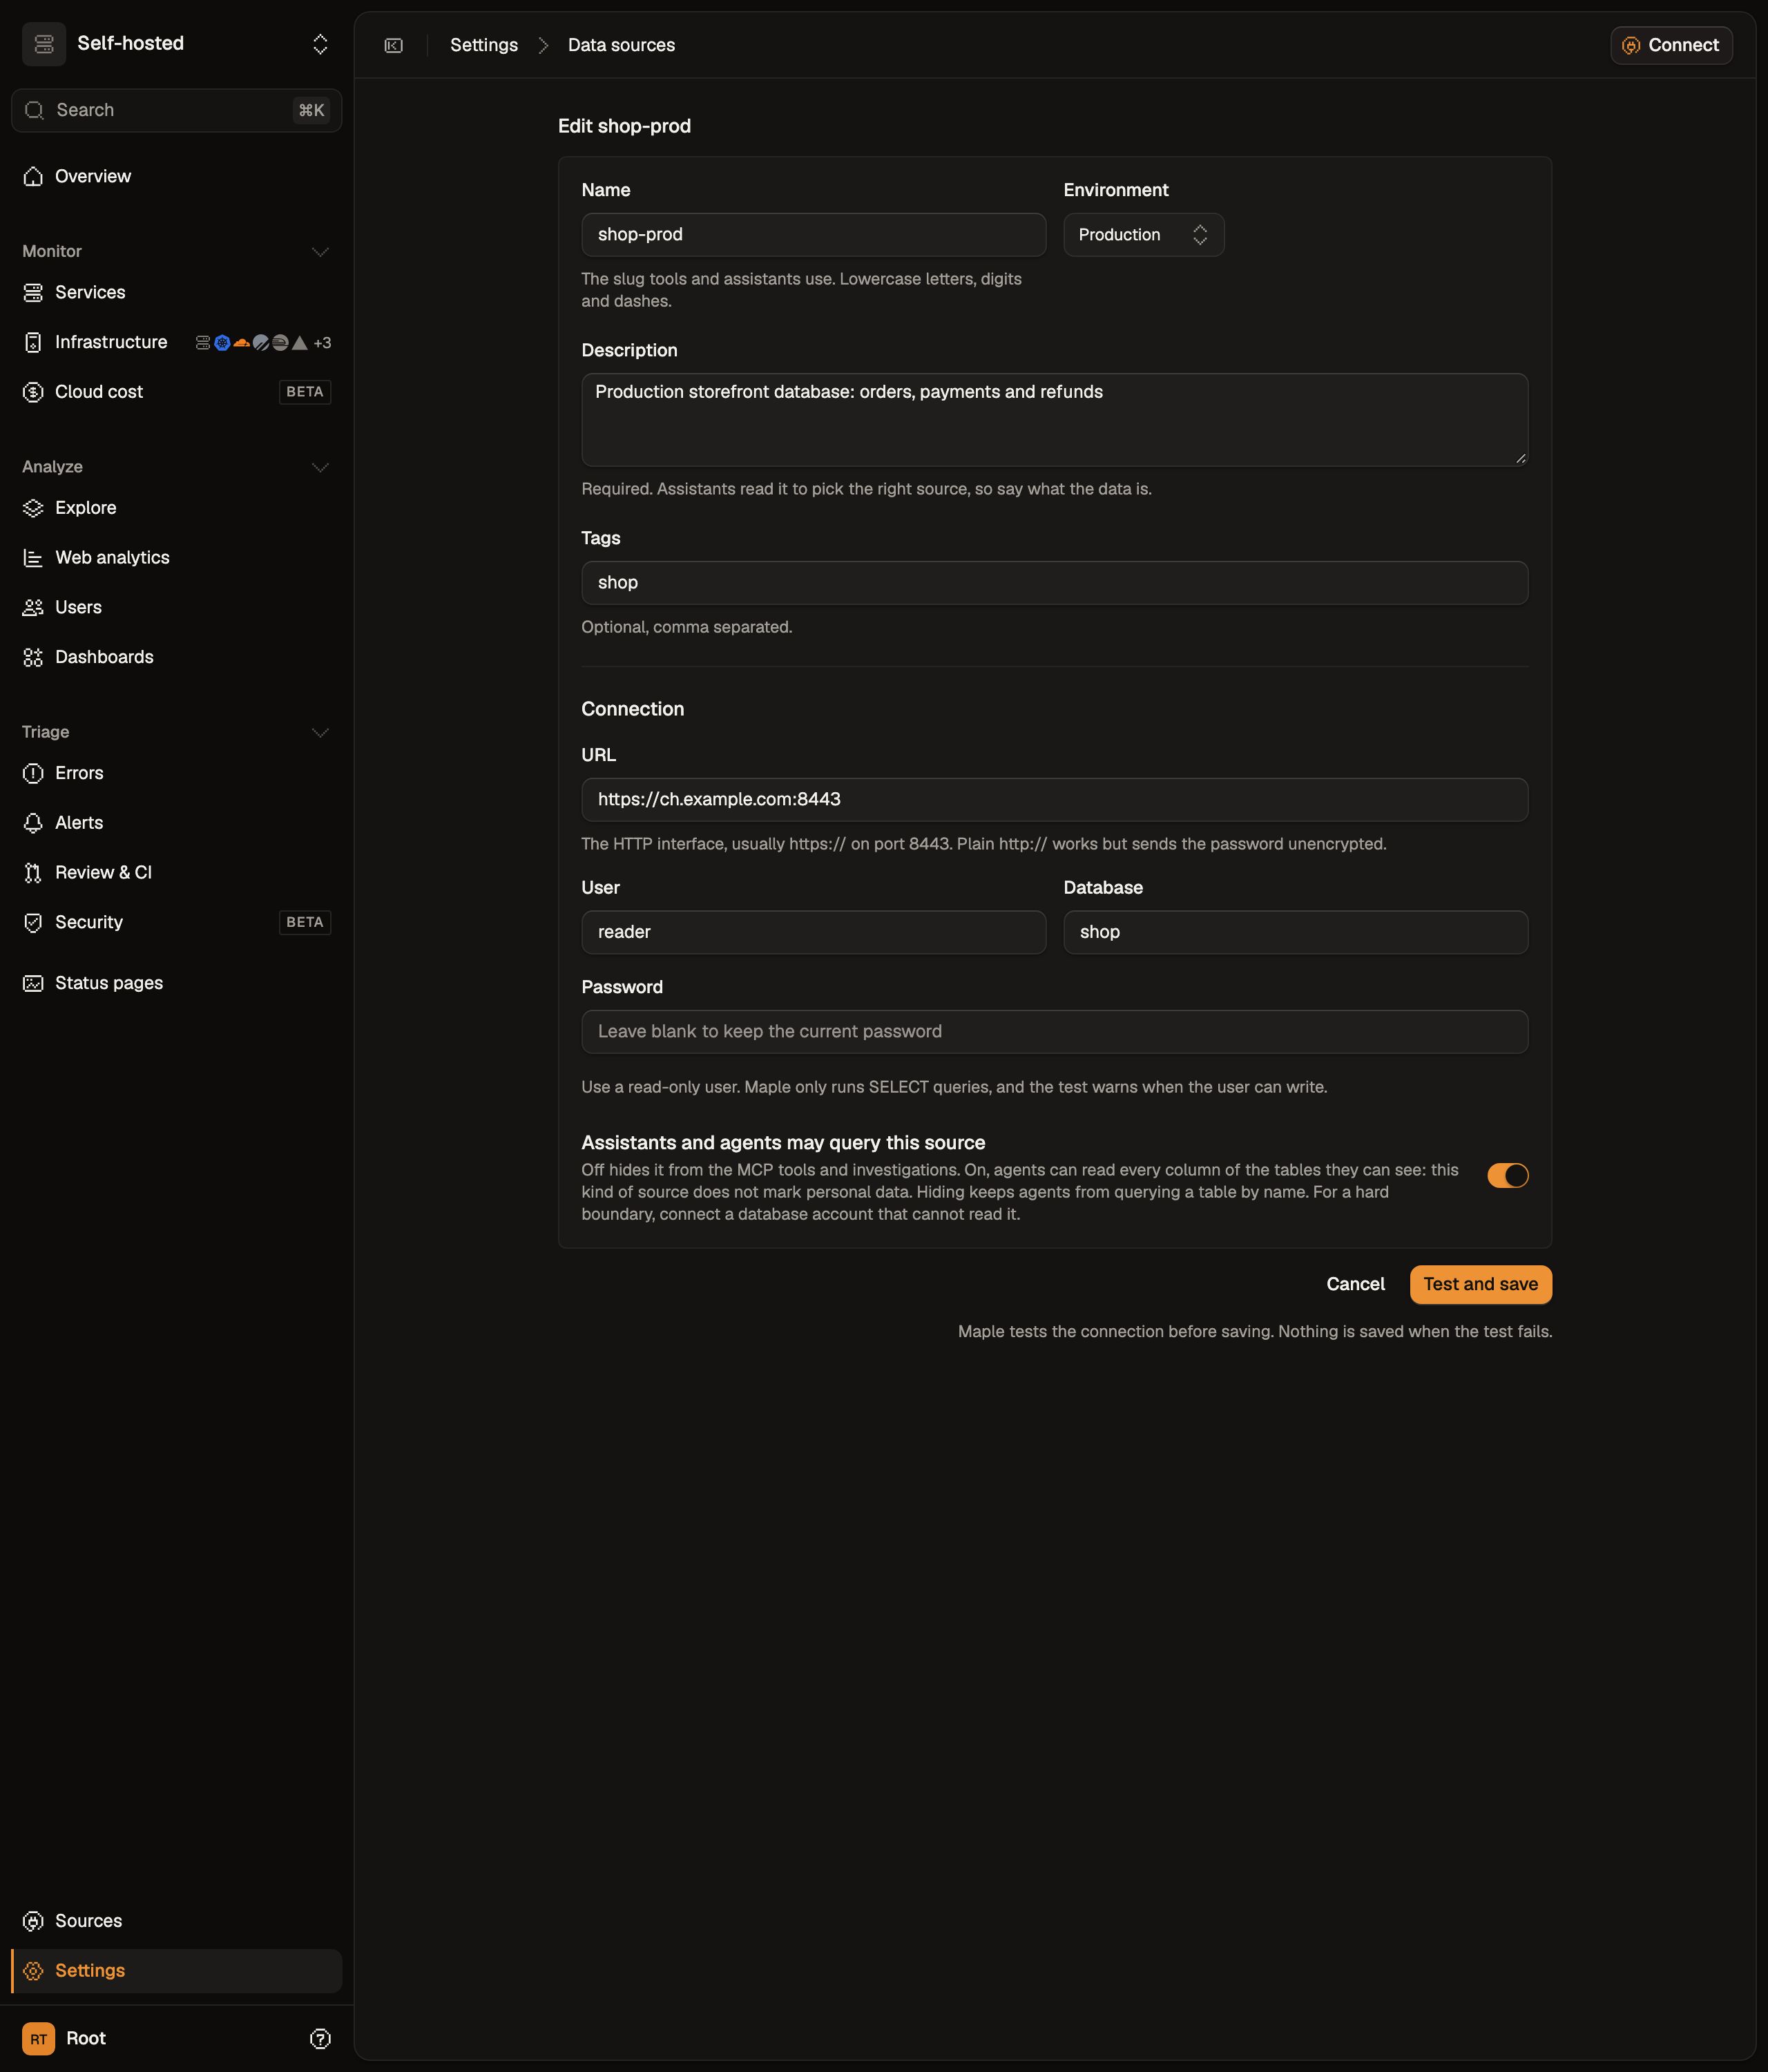 Self-hosted
Search ⌘K
Overview
Monitor
Services
Infrastructure +3
Cloud cost BETA
Analyze
Explore
Web analytics
Users
Dashboards
Triage
Errors
Alerts
Review & CI
Security BETA
Status pages
Sources
Settings
RT Root
Settings Data sources
Connect
Edit shop-prod
Name Environment
shop-prod Production
The slug tools and assistants use. Lowercase letters, digits
and dashes.
Description
Production storefront database: orders, payments and refunds
Required. Assistants read it to pick the right source, so say what the data is.
Tags
shop
Optional, comma separated.
Connection
URL
https://ch.example.com:8443
The HTTP interface, usually https:// on port 8443. Plain http:// works but sends the password unencrypted.
User Database
reader shop
Password
Leave blank to keep the current password
Use a read-only user. Maple only runs SELECT queries, and the test warns when the user can write.
Assistants and agents may query this source
Off hides it from the MCP tools and investigations. On, agents can read every column of the tables they can see: this
kind of source does not mark personal data. Hiding keeps agents from querying a table by name. For a hard
boundary, connect a database account that cannot read it.
Cancel Test and save
Maple tests the connection before saving. Nothing is saved when the test fails.